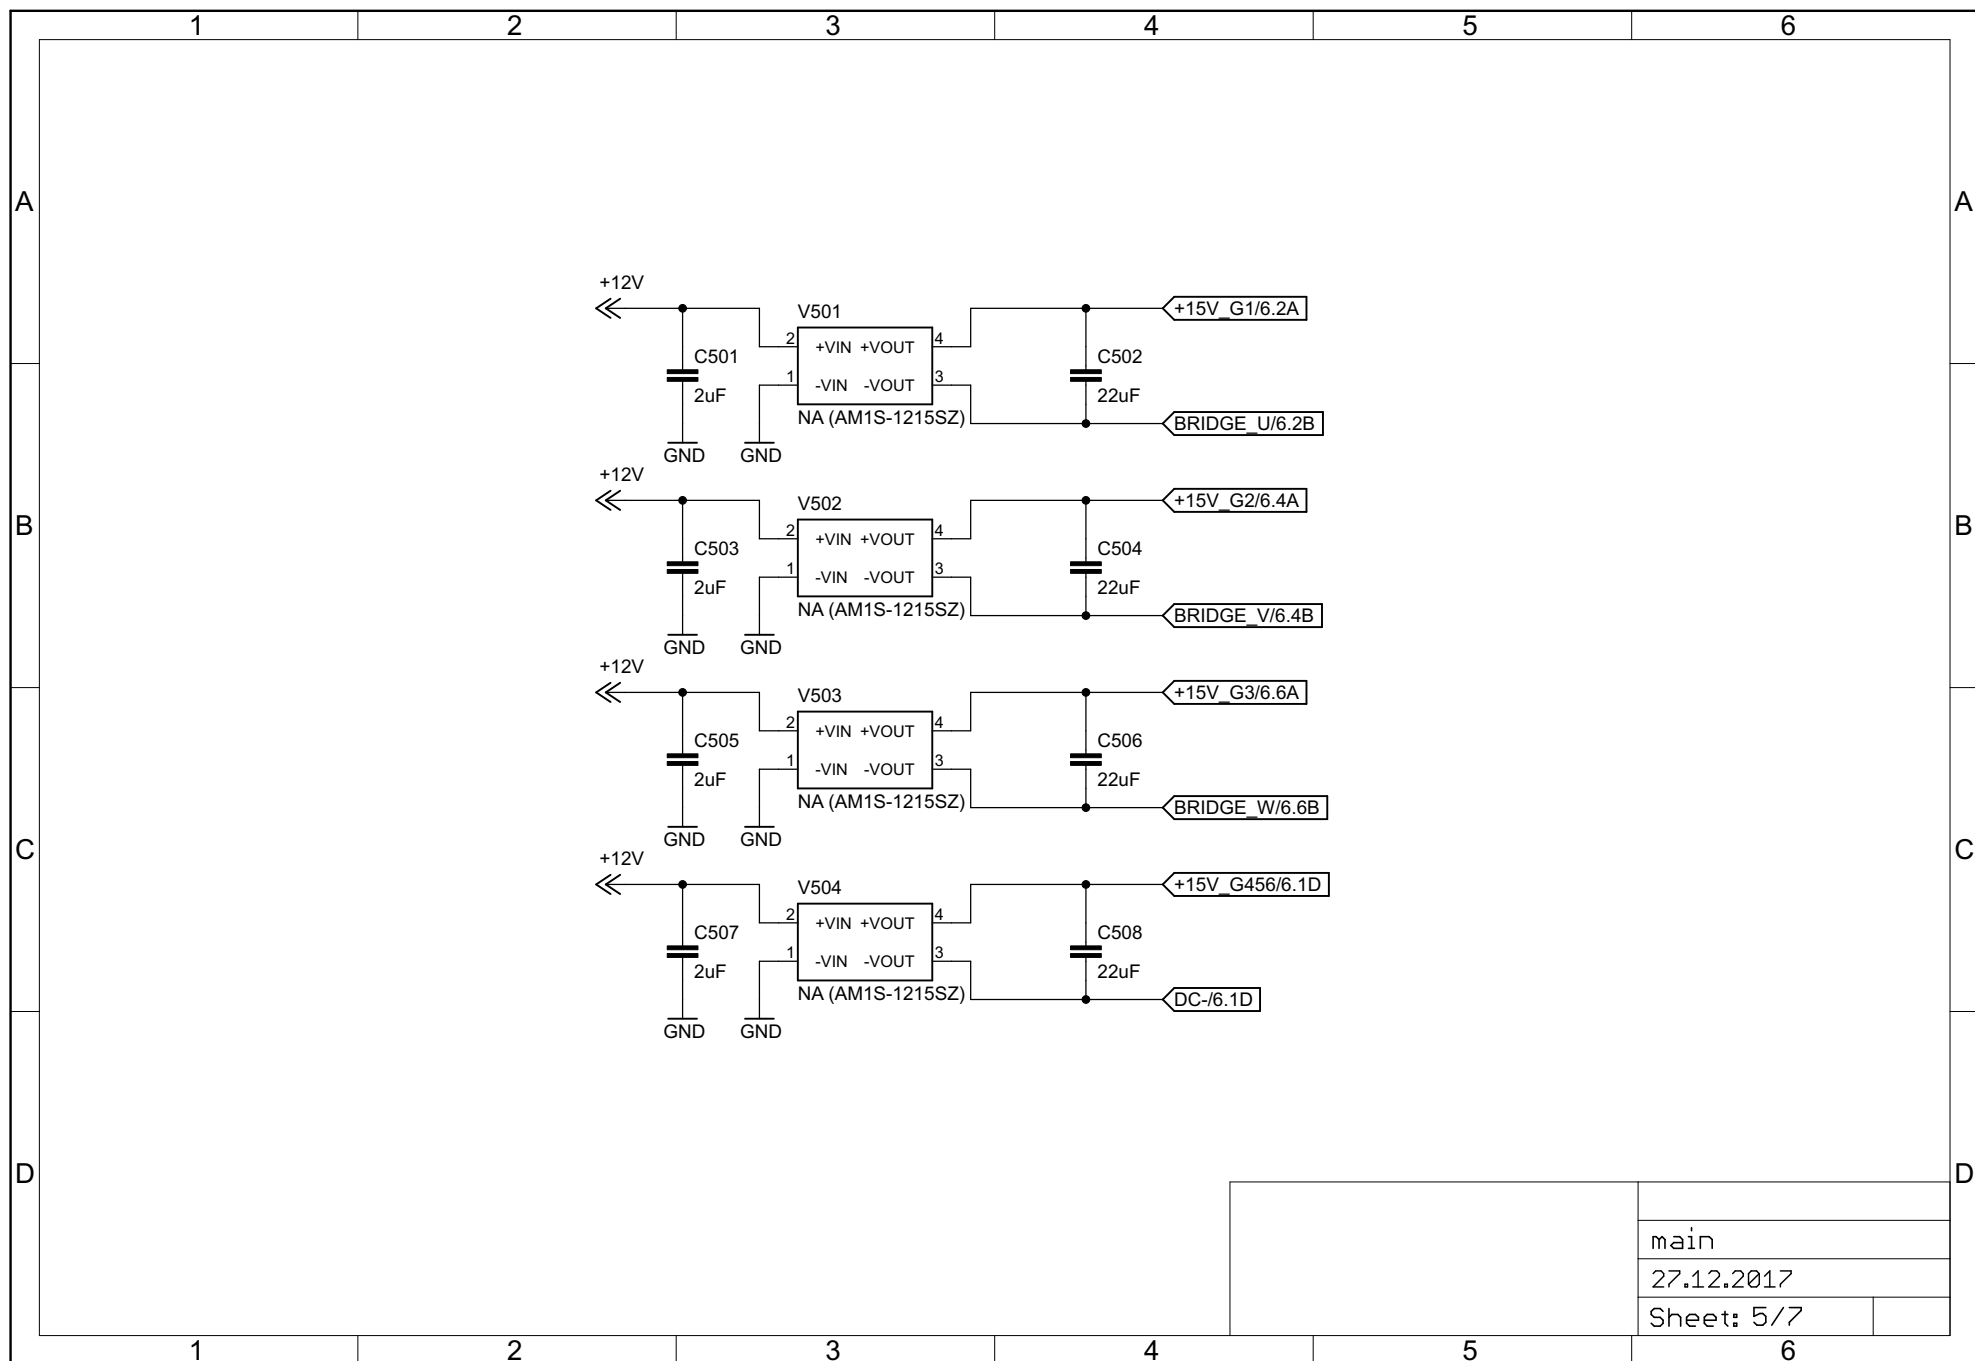 1 2 3 4 5 6
A A
+12V
V501
+15V_G1/6.2A
2 +VIN +VOUT 4
C501
C502
1 -VIN -VOUT 3
2uF
22uF
NA (AM1S-1215SZ)
BRIDGE_U/6.2B
GND GND
+12V
V502
+15V_G2/6.4A
B B
2 +VIN +VOUT 4
C503
C504
1 -VIN -VOUT 3
2uF
22uF
NA (AM1S-1215SZ)
BRIDGE_V/6.4B
GND GND
+12V
V503
+15V_G3/6.6A
2 +VIN +VOUT 4
C505
C506
1 -VIN -VOUT 3
2uF
22uF
NA (AM1S-1215SZ)
BRIDGE_W/6.6B
GND GND
C C
+12V
V504
+15V_G456/6.1D
2 +VIN +VOUT 4
C507
C508
1 -VIN -VOUT 3
2uF
22uF
NA (AM1S-1215SZ)
DC-/6.1D
GND GND
D D
main
27.12.2017
Sheet: 5/7
1 2 3 4 5 6